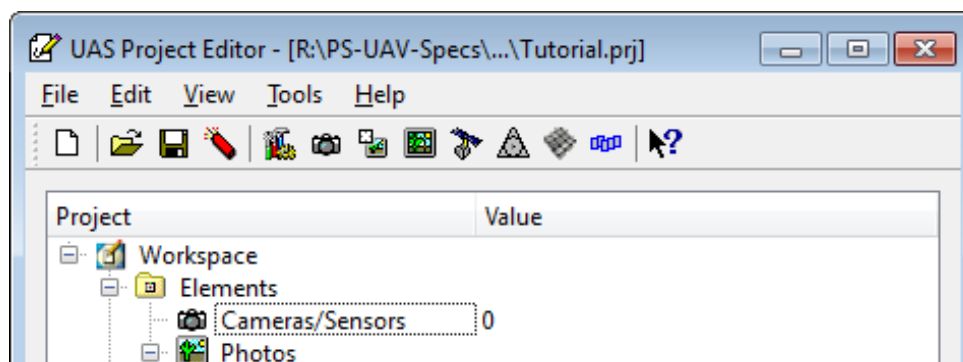 UAS Project Editor - [R:\PS-UAV-Specs\...\Tutorial.prj]
File Edit View Tools Help
Project Value
Workspace
Elements
Cameras/Sensors 0
Photos